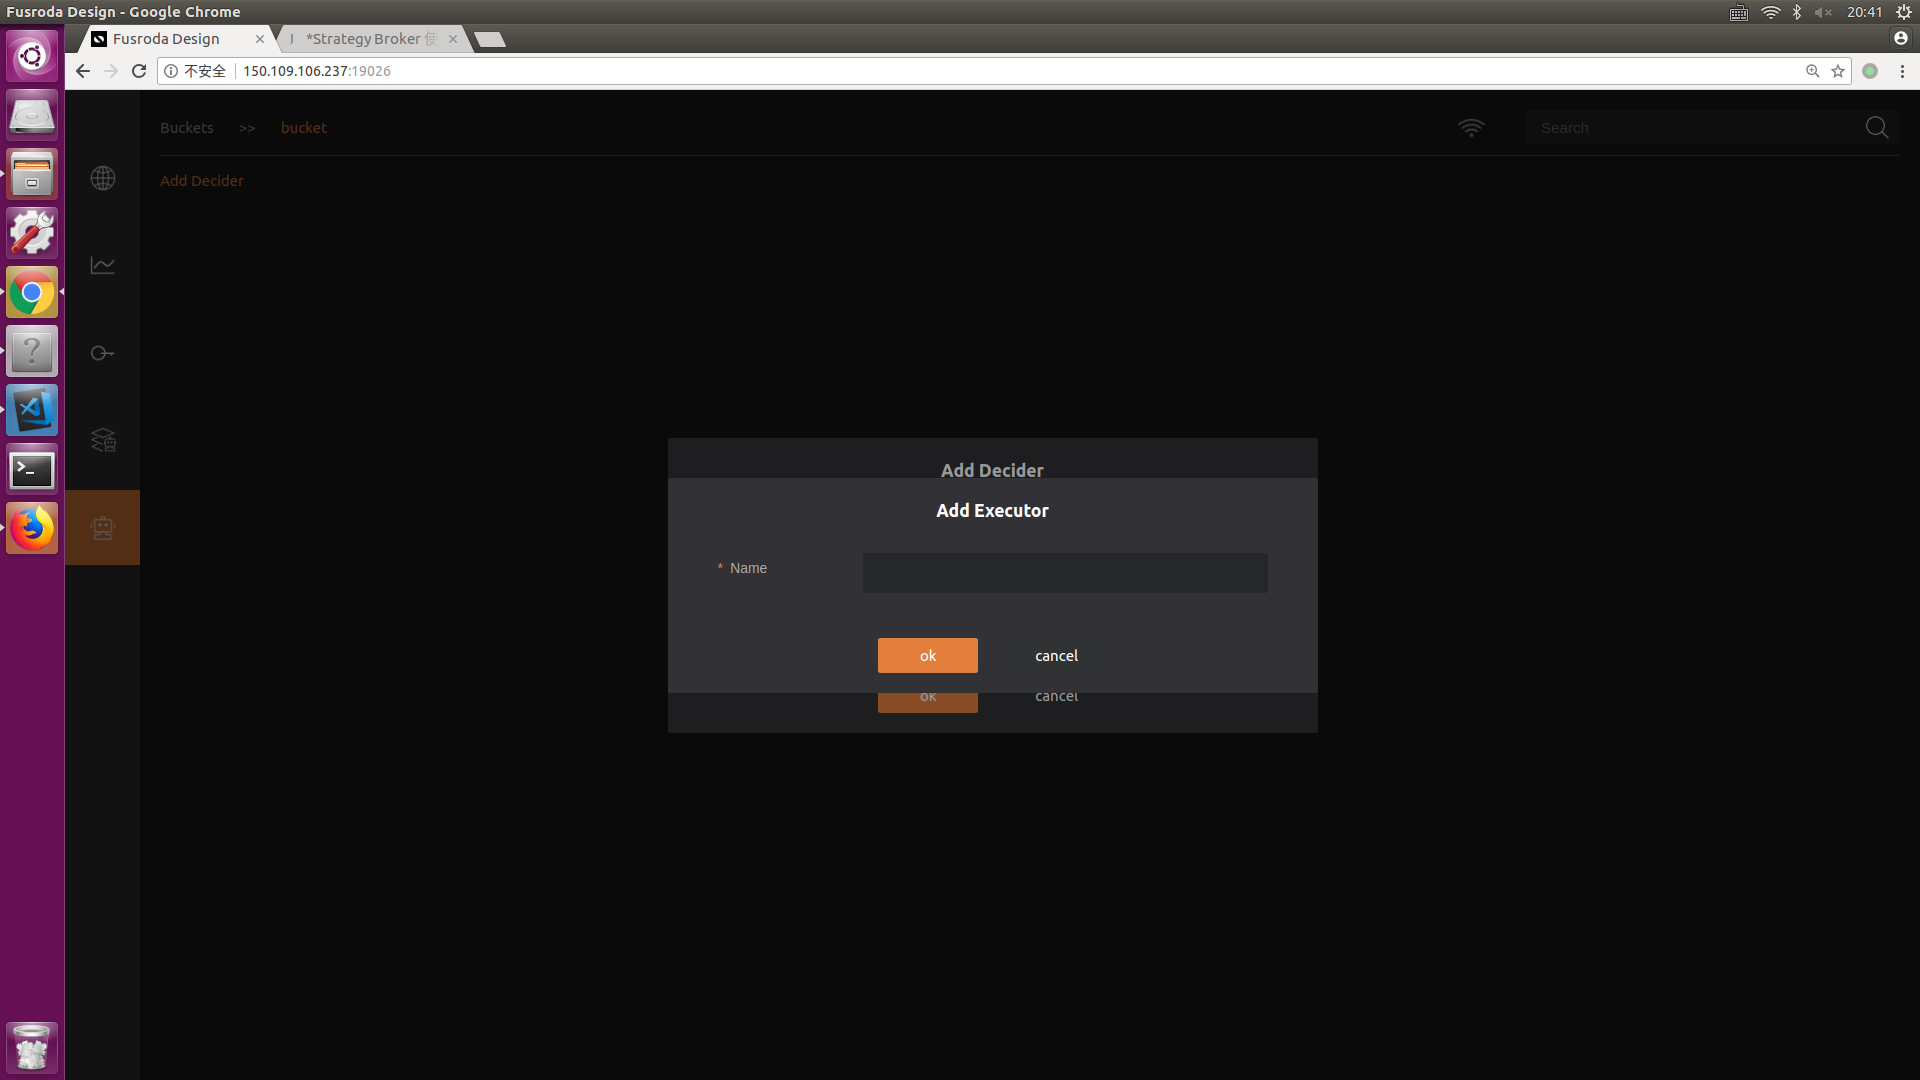 Fusroda Design - Google Chrome
20:41
Fusroda Design
*Strategy Broker 使
不安全
150.109.106.237:19026
Buckets >> bucket
Search
Add Decider
Add Decider
Add Executor
* Name
ok cancel
ok cancel